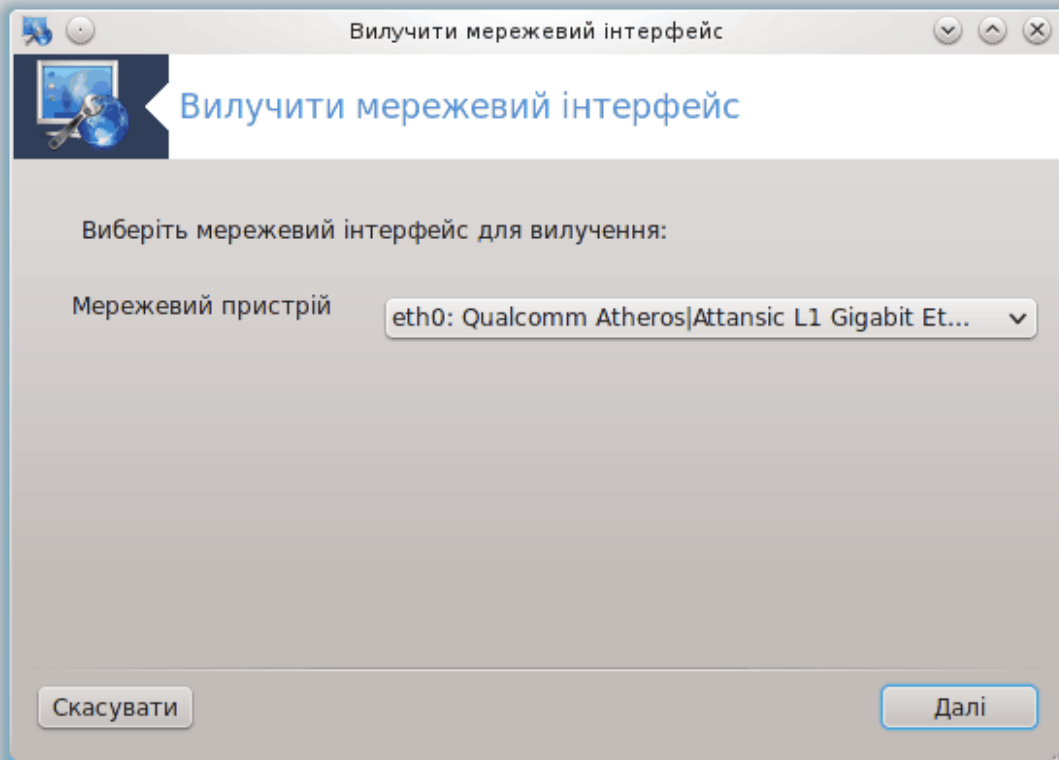 Вилучити мережевий інтерфейс
Вилучити мережевий інтерфейс
Виберіть мережевий інтерфейс для вилучення:
Мережевий пристрій
eth0: Qualcomm Atheros|Attansic L1 Gigabit Et...
Скасувати
Далі